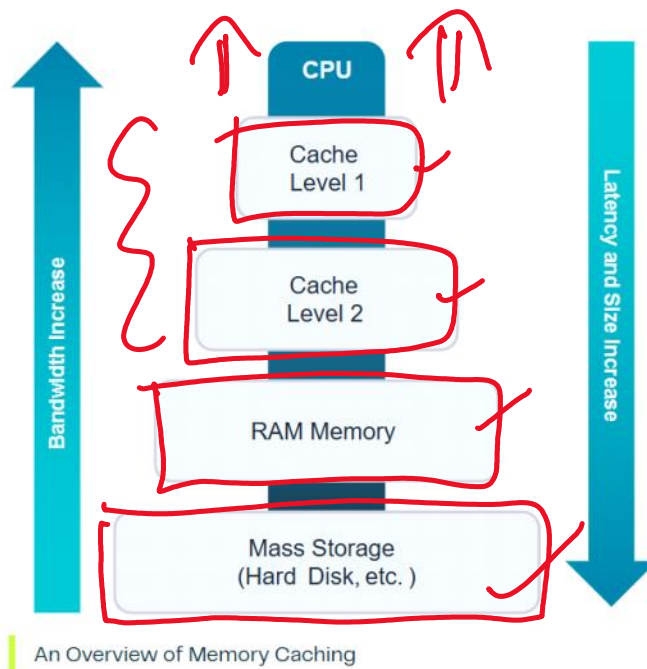 CPU
Cache
Level 1
Cache
Level 2
RAM Memory
Mass Storage
(Hard Disk, etc. )
Bandwidth Increase
Latency and Size Increase
An Overview of Memory Caching